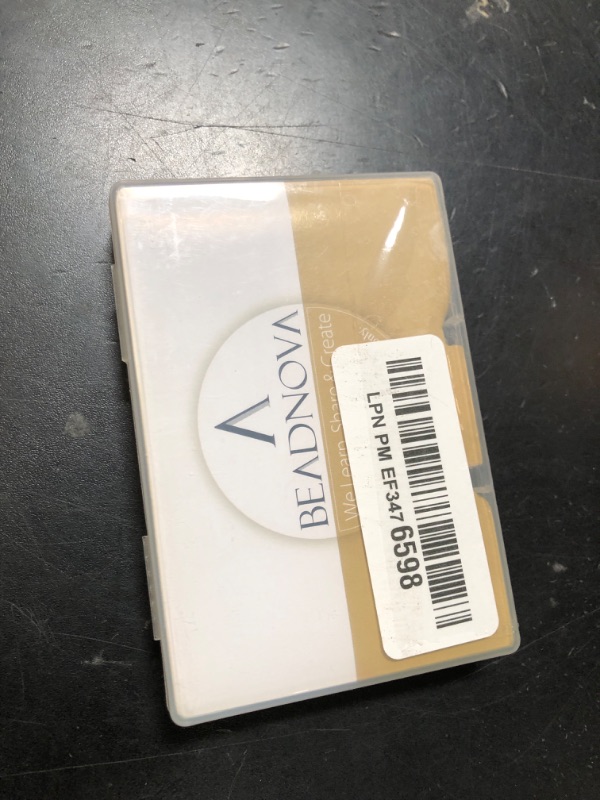 BEADNOVA
We Learn, Share & Create
LPN PM EF3476598